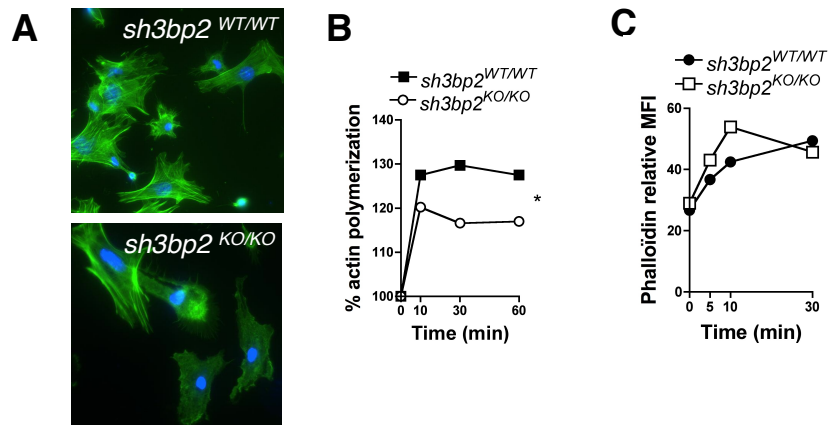 A
sh3bp2 WT/WT
sh3bp2 KO/KO
B
sh3bp2WT/WT
sh3bp2KO/KO
% actin polymerization
140
130
120
110
100
*
0 10 30 60
Time (min)
C
sh3bp2WT/WT
sh3bp2KO/KO
Phalloïdin relative MFI
60
40
20
0
0 5 10 30
Time (min)